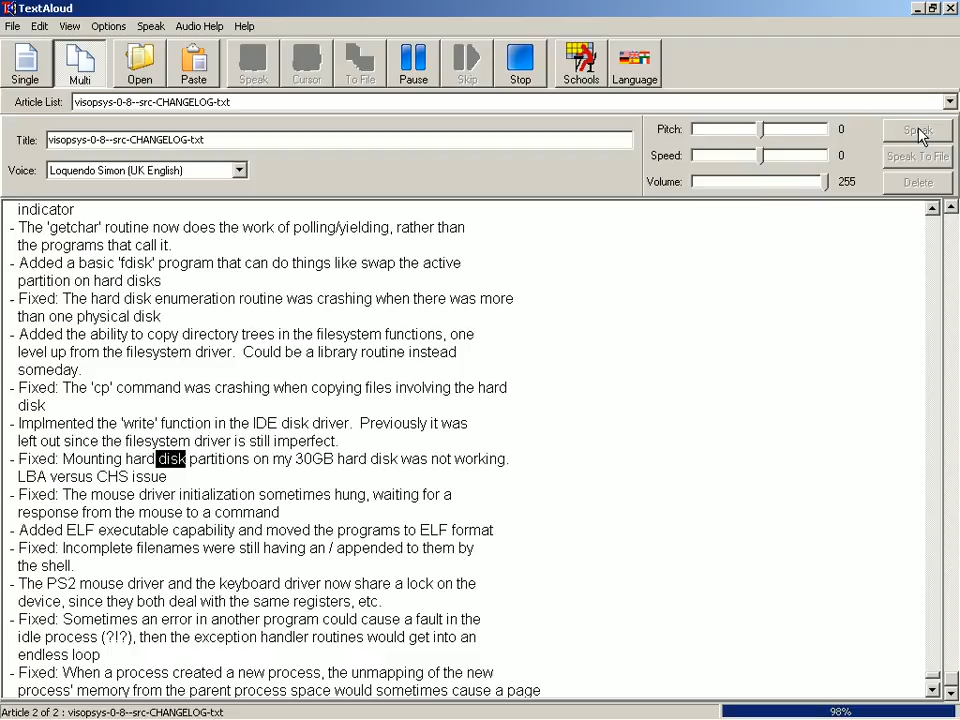 TextAloud
File Edit View Options Speak Audio Help Help
Single Multi Open Paste Speak Cursor To File Pause Skip Stop Schools Language
Article List: visopsys-0-8--src-CHANGELOG-txt
Title: visopsys-0-8--src-CHANGELOG-txt
Voice: Loquendo Simon (UK English)
Pitch: 0 Speak
Speed: 0 Speak To File
Volume: 255 Delete
indicator
- The 'getchar' routine now does the work of polling/yielding, rather than
the programs that call it.
- Added a basic 'fdisk' program that can do things like swap the active
partition on hard disks
- Fixed: The hard disk enumeration routine was crashing when there was more
than one physical disk
- Added the ability to copy directory trees in the filesystem functions, one
level up from the filesystem driver.  Could be a library routine instead
someday.
- Fixed: The 'cp' command was crashing when copying files involving the hard
disk
- Implmented the 'write' function in the IDE disk driver.  Previously it was
left out since the filesystem driver is still imperfect.
- Fixed: Mounting hard disk partitions on my 30GB hard disk was not working.
LBA versus CHS issue
- Fixed: The mouse driver initialization sometimes hung, waiting for a
response from the mouse to a command
- Added ELF executable capability and moved the programs to ELF format
- Fixed: Incomplete filenames were still having an / appended to them by
the shell.
- The PS2 mouse driver and the keyboard driver now share a lock on the
device, since they both deal with the same registers, etc.
- Fixed: Sometimes an error in another program could cause a fault in the
idle process (?!?), then the exception handler routines would get into an
endless loop
- Fixed: When a process created a new process, the unmapping of the new
process' memory from the parent process space would sometimes cause a page
Article 2 of 2 : visopsys-0-8--src-CHANGELOG-txt 98%